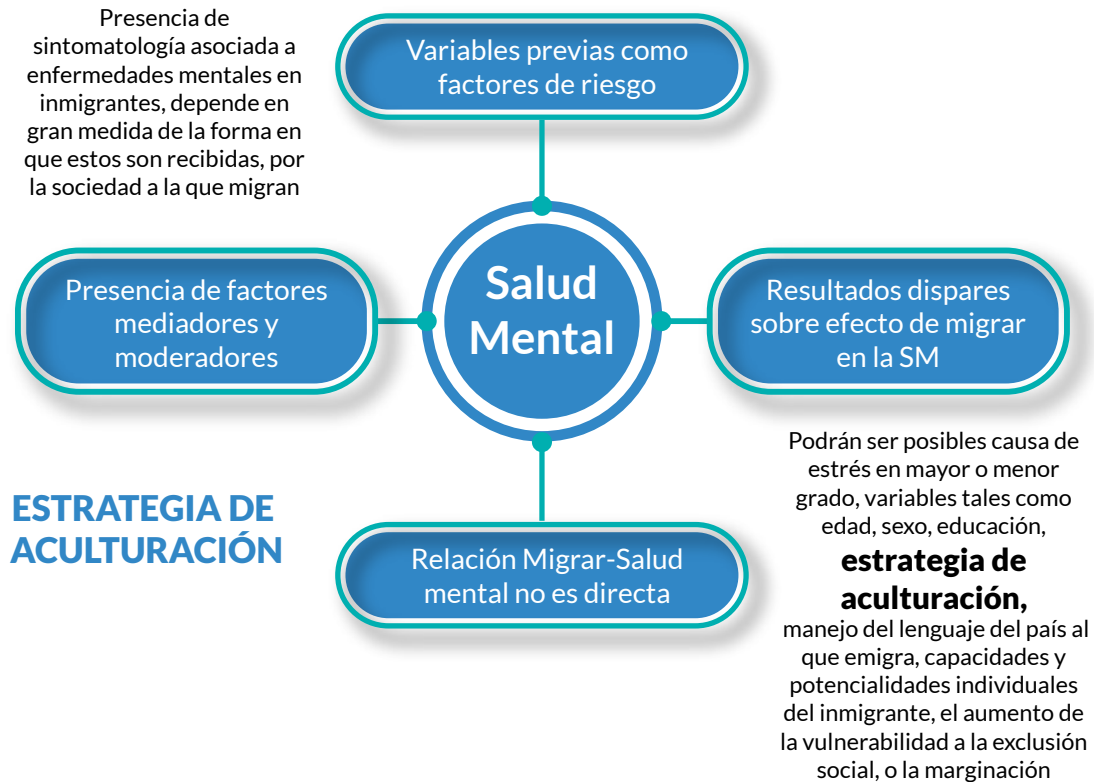 Presencia de
sintomatología asociada a
enfermedades mentales en
inmigrantes, depende en
gran medida de la forma en
que estos son recibidas, por
la sociedad a la que migran
Variables previas como
factores de riesgo
Presencia de factores
mediadores y
moderadores
Salud
Mental
Resultados dispares
sobre efecto de migrar
en la SM
ESTRATEGIA DE
ACULTURACIÓN
Relación Migrar-Salud
mental no es directa
Podrán ser posibles causa de
estrés en mayor o menor
grado, variables tales como
edad, sexo, educación,
estrategia de
aculturación,
manejo del lenguaje del país al
que emigra, capacidades y
potencialidades individuales
del inmigrante, el aumento de
la vulnerabilidad a la exclusión
social, o la marginación